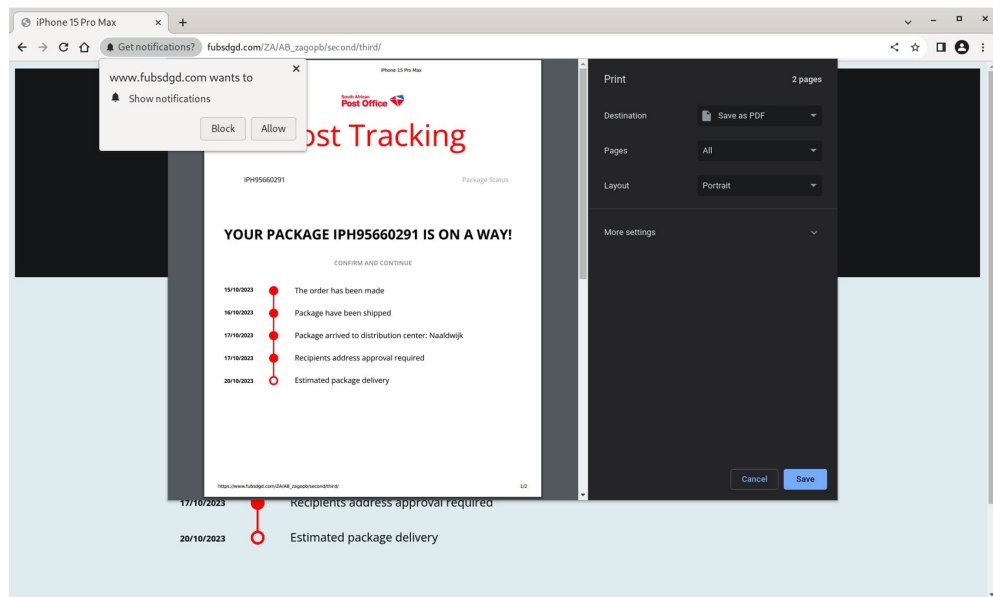 iPhone 15 Pro Max
Get notifications? fubsdgd.com/ZA/AB_zagopb/second/third/
www.fubsdgd.com wants to
Show notifications
Block Allow
iPhone 15 Pro Max
South African
Post Office
ost Tracking
IPH95660291 Package Status
YOUR PACKAGE IPH95660291 IS ON A WAY!
CONFIRM AND CONTINUE
15/10/2023 The order has been made
16/10/2023 Package have been shipped
17/10/2023 Package arrived to distribution center: Naaldwijk
17/10/2023 Recipients address approval required
20/10/2023 Estimated package delivery
https://www.fubsdgd.com/ZA/AB_zagopb/second/third/ 1/2
Print 2 pages
Destination Save as PDF
Pages All
Layout Portrait
More settings
Cancel Save
17/10/2023 Recipients address approval required
20/10/2023 Estimated package delivery